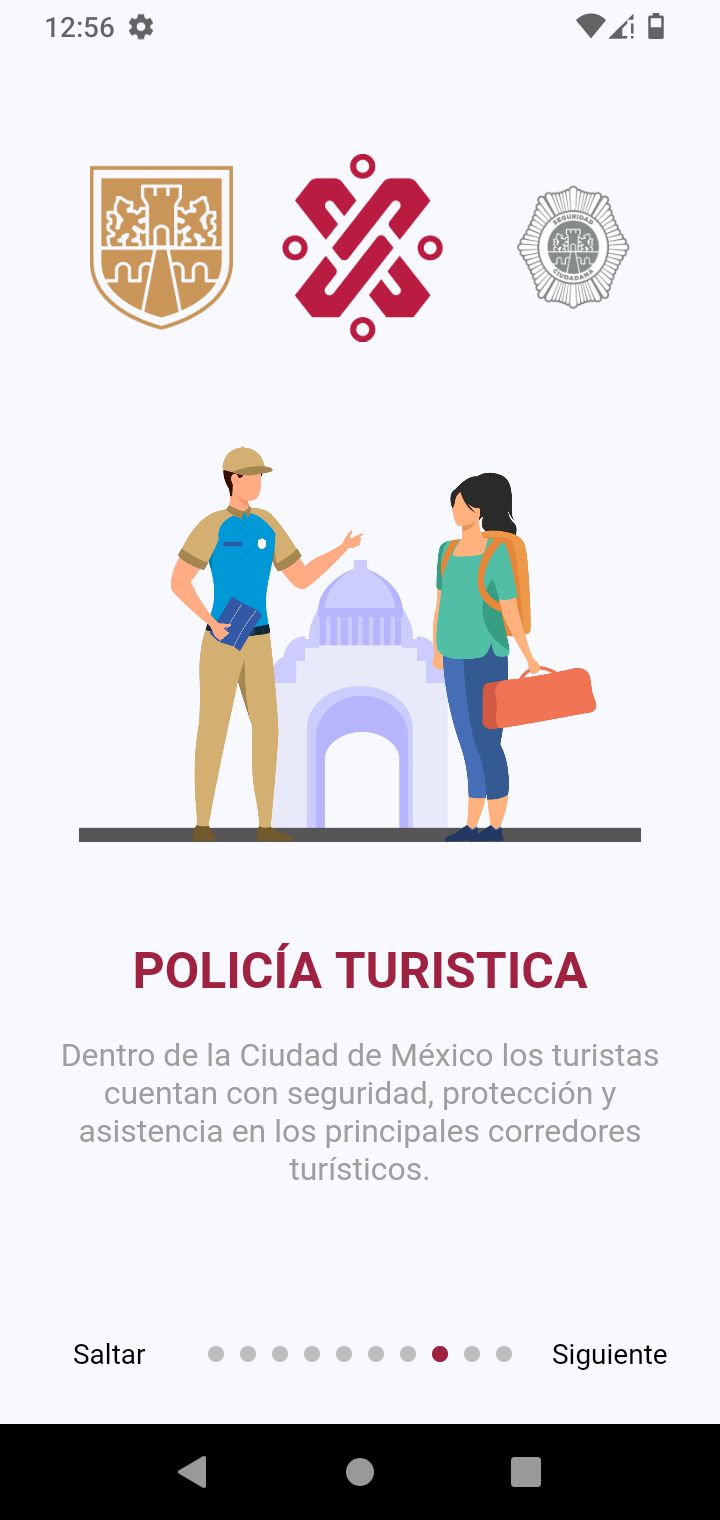 12:56
SEGURIDAD
CIUDADANA
POLICÍA TURISTICA
Dentro de la Ciudad de México los turistas
cuentan con seguridad, protección y
asistencia en los principales corredores
turísticos.
Saltar
Siguiente